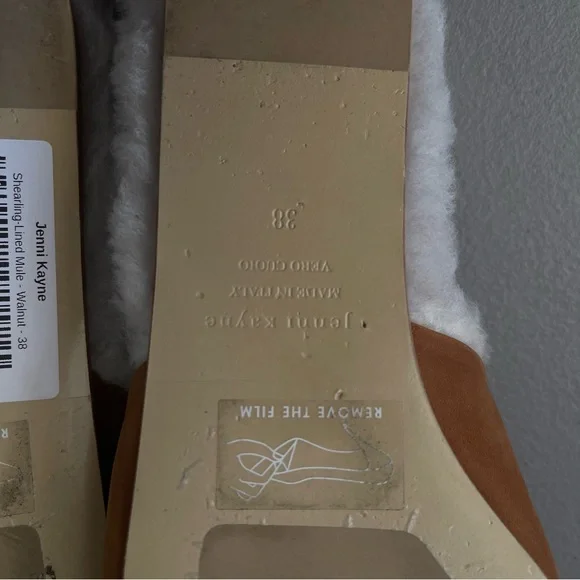 Jenni Kayne
Shearling-Lined Mule - Walnut - 38
38
VERO CUOIO
MADE IN ITALY
jenni kayne
REMOVE THE FILM
R